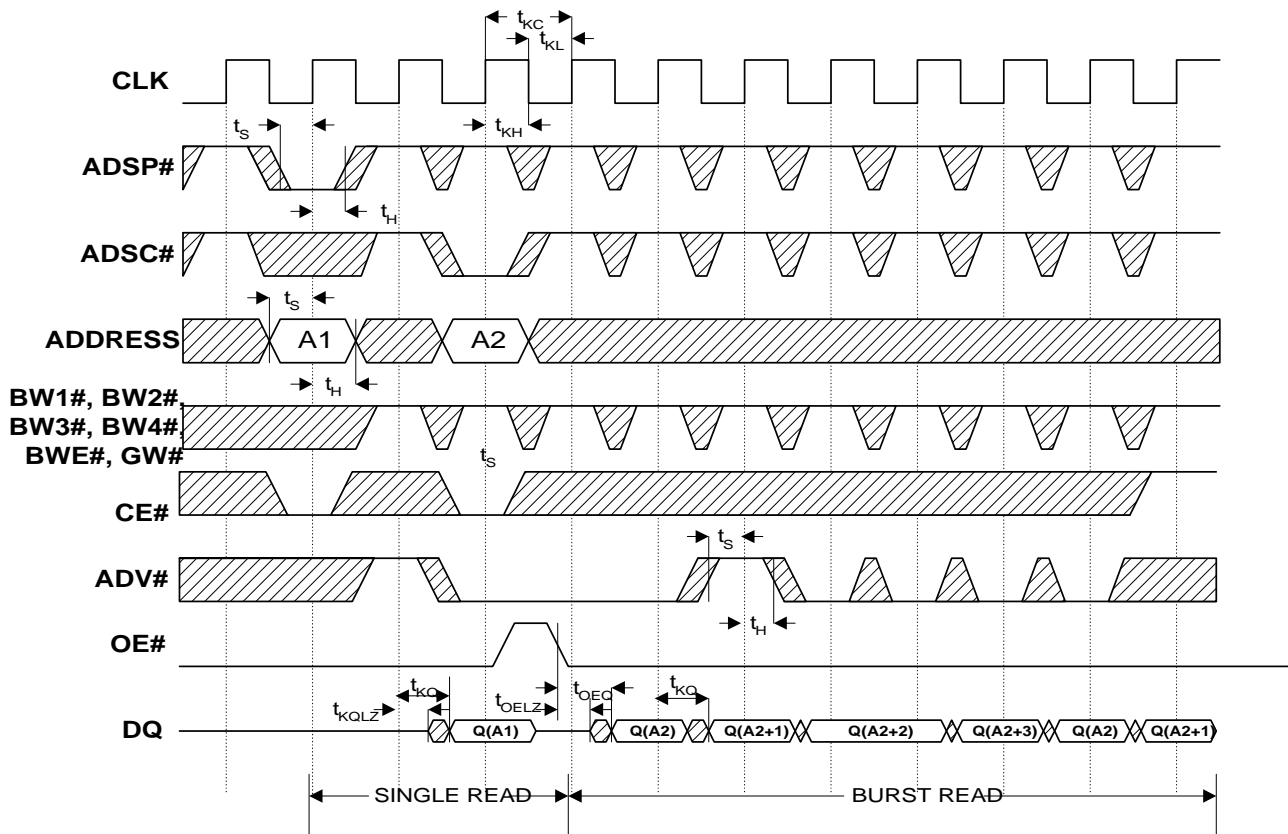 tKC
tKL
CLK
tS
tKH
ADSP#
tH
ADSC#
tS
ADDRESS A1 A2
tH
BW1#, BW2#,
BW3#, BW4#,
BWE#, GW#
tS
CE#
tS
ADV#
tH
OE#
tKQ tOEQ tKQ
tKQLZ tOELZ
DQ Q(A1) Q(A2) Q(A2+1) Q(A2+2) Q(A2+3) Q(A2) Q(A2+1)
SINGLE READ BURST READ